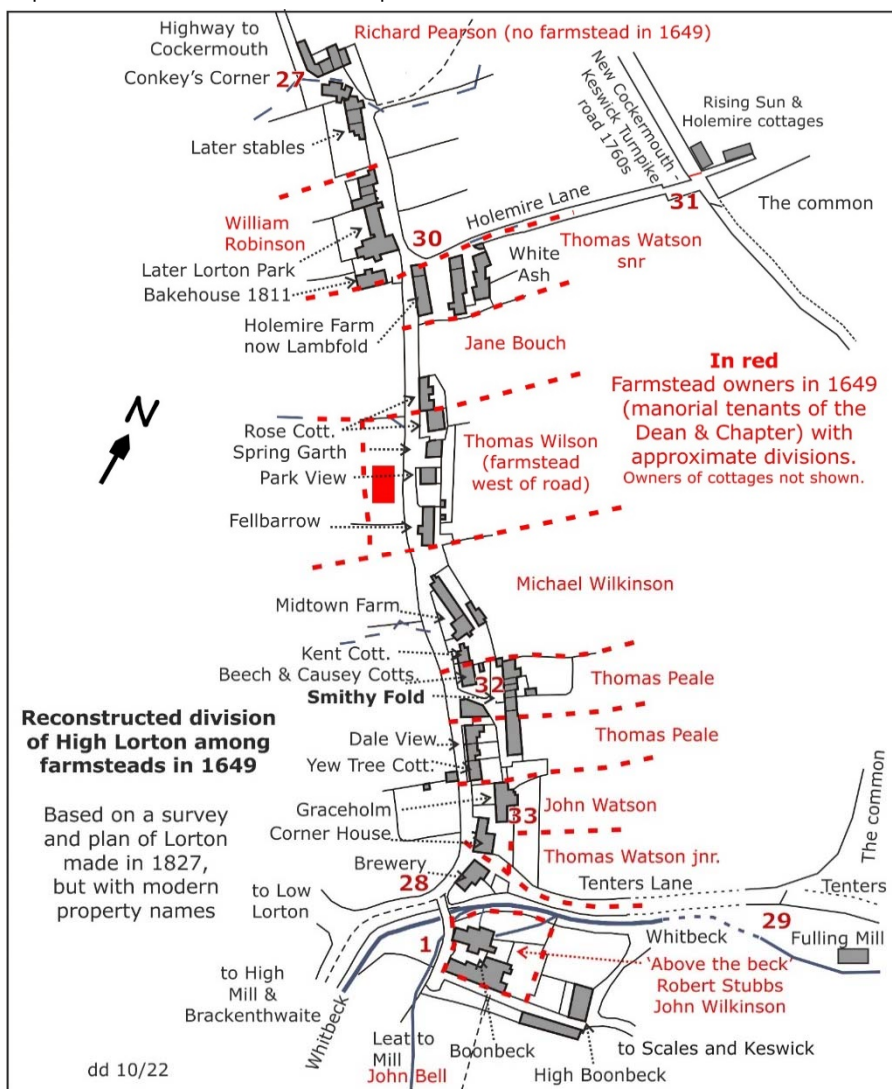 Highway to
Cockermouth
Richard Pearson (no farmstead in 1649)
Conkey's Corner 27
Later stables
New Cockermouth -
Keswick Turnpike
road 1760s
Rising Sun &
Holemire cottages
31
The common
Holemire Lane
William
Robinson
30
Thomas Watson
snr
White
Ash
Later Lorton Park
Bakehouse 1811
Holemire Farm
now Lambfold
Jane Bouch
N
In red
Farmstead owners in 1649
(manorial tenants of the
Dean & Chapter) with
approximate divisions.
Owners of cottages not shown.
Rose Cott.
Spring Garth
Park View
Fellbarrow
Thomas Wilson
(farmstead
west of road)
Michael Wilkinson
Midtown Farm
Kent Cott.
Beech & Causey Cotts.
32
Smithy Fold
Thomas Peale
Thomas Peale
Reconstructed division
of High Lorton among
farmsteads in 1649
Based on a survey
and plan of Lorton
made in 1827,
but with modern
property names
Dale View
Yew Tree Cott.
Graceholm
33
John Watson
Corner House
Thomas Watson jnr.
Brewery
28
Tenters Lane
The common
Tenters
to Low
Lorton
29
Whitbeck
Fulling Mill
1
'Above the beck'
Robert Stubbs
John Wilkinson
to High
Mill &
Brackenthwaite
Whitbeck
Leat to
Mill
John Bell
Boonbeck
High Boonbeck
to Scales and Keswick
dd 10/22